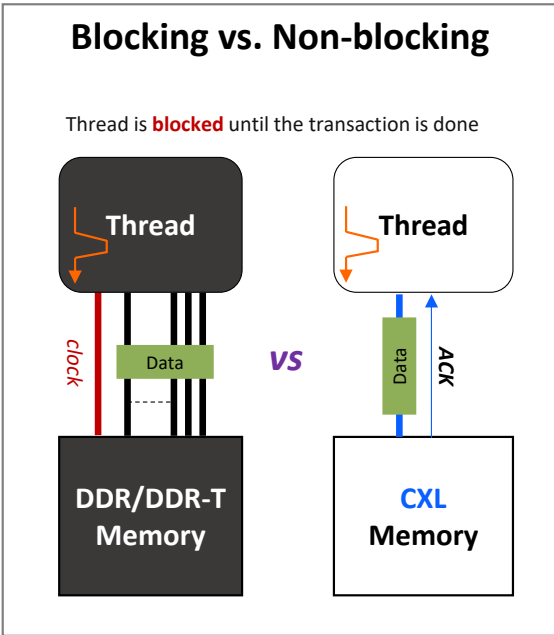 Blocking vs. Non-blocking
Thread is blocked until the transaction is done
Thread
Thread
clock
Data
vs
Data
ACK
DDR/DDR-T
Memory
CXL
Memory